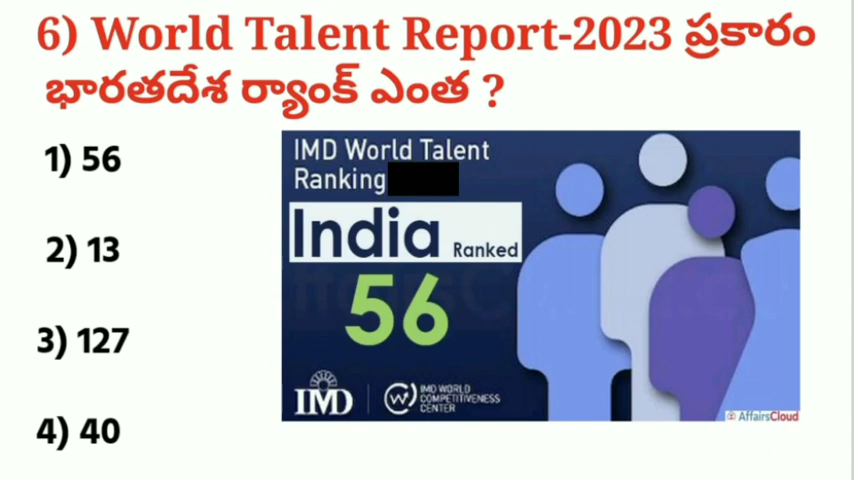 6) World Talent Report-2023 ప్రకారం
భారతదేశ ర్యాంక్ ఎంత ?
1) 56
2) 13
3) 127
4) 40
IMD World Talent
Ranking
India Ranked
56
IMD
IMD WORLD
COMPETITIVENESS
CENTER
AffairsCloud